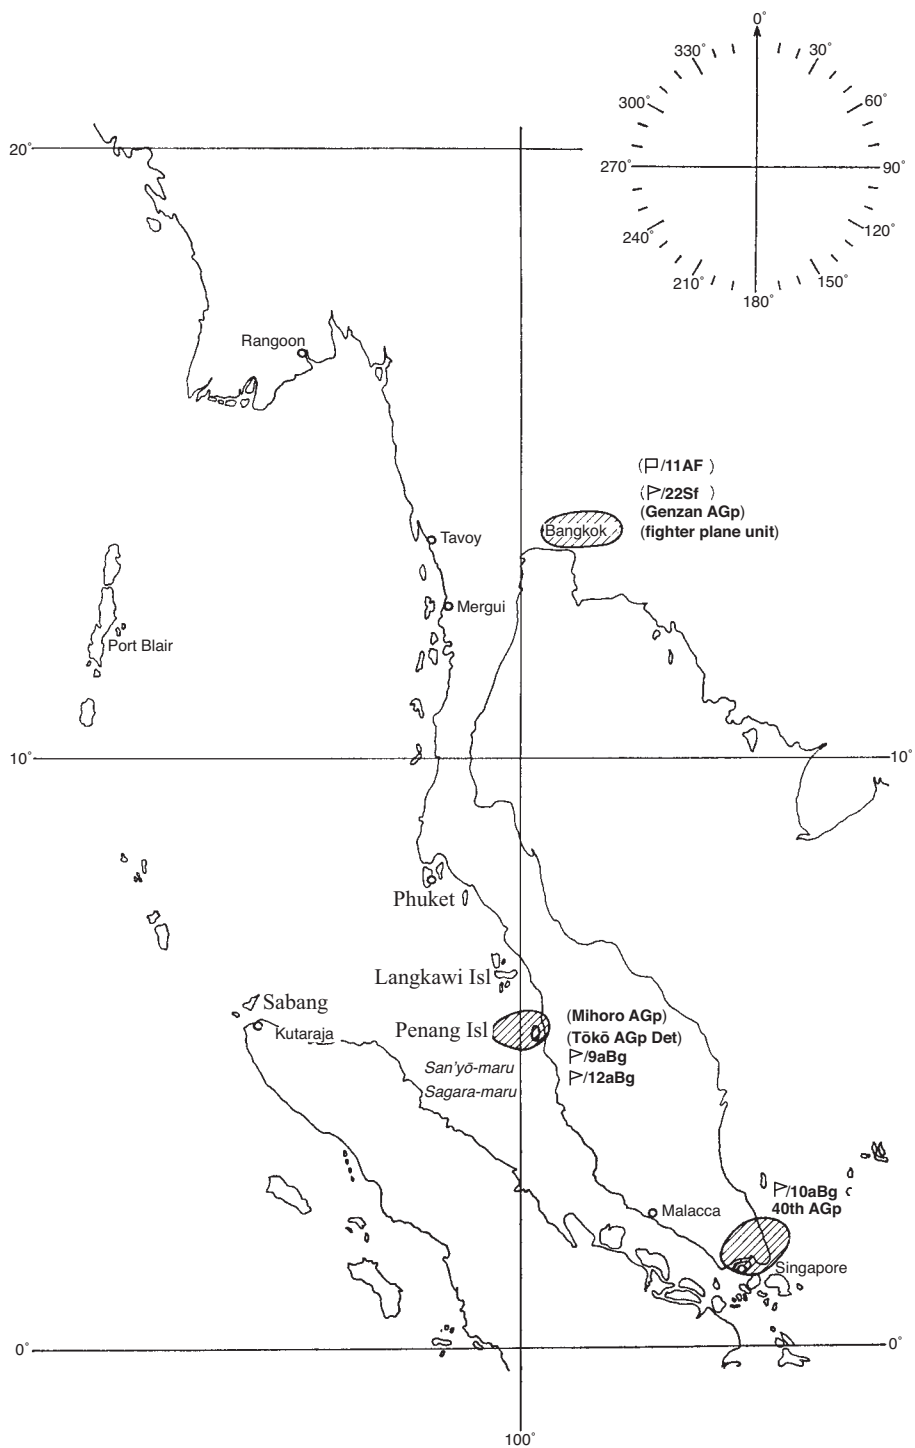 0°
330°
30°
300°
60°
20°
270°
90°
240°
120°
210°
150°
180°
Rangoon
(/11AF )
(/22Sf )
(Genzan AGp)
Bangkok
(fighter plane unit)
Tavoy
Mergui
Port Blair
10°
10°
Phuket
Langkawi Isl
Sabang
Kutaraja
Penang Isl
(Mihoro AGp)
(Tōkō AGp Det)
/9aBg
/12aBg
San'yō-maru
Sagara-maru
/10aBg
40th AGp
Malacca
Singapore
0°
0°
100°